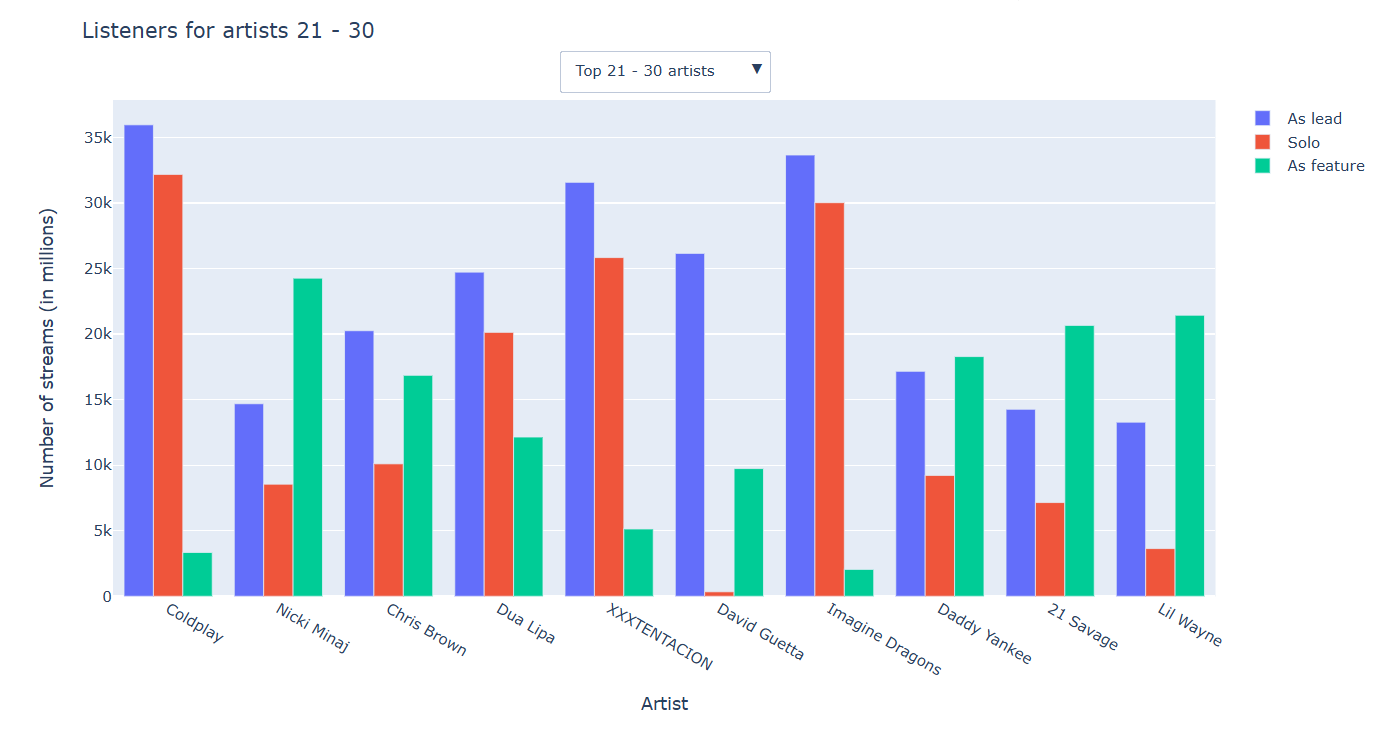 Listeners for artists 21 - 30
Top 21 - 30 artists ▼
As lead
Solo
As feature
Number of streams (in millions)
35k
30k
25k
20k
15k
10k
5k
0
Coldplay
Nicki Minaj
Chris Brown
Dua Lipa
XXXTENTACION
David Guetta
Imagine Dragons
Daddy Yankee
21 Savage
Lil Wayne
Artist